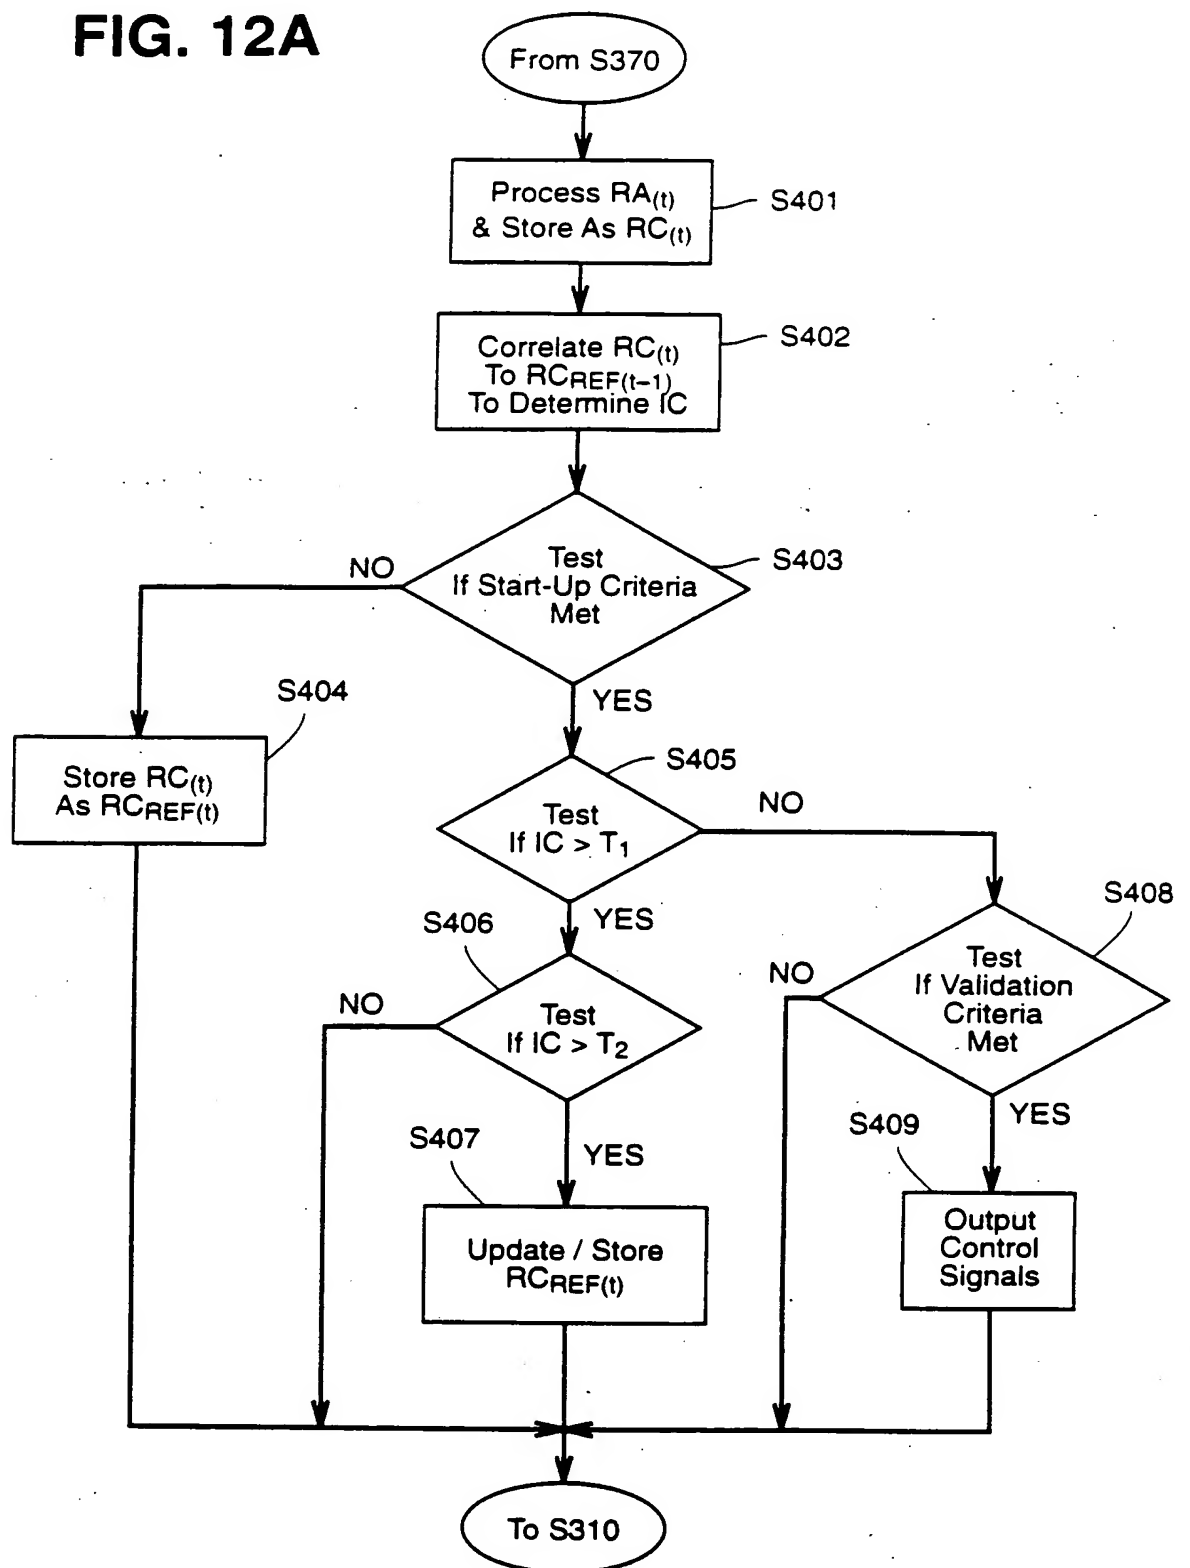 FIG. 12A
From S370
Process RA(t)
& Store As RC(t)
S401
Correlate RC(t)
To RCREF(t-1)
To Determine IC
S402
Test
If Start-Up Criteria
Met
S403
NO
YES
S404
Store RC(t)
As RCREF(t)
S405
Test
If IC > T1
NO
YES
S406
Test
If IC > T2
NO
YES
S408
Test
If Validation
Criteria
Met
NO
YES
S407
Update / Store
RCREF(t)
S409
Output
Control
Signals
To S310